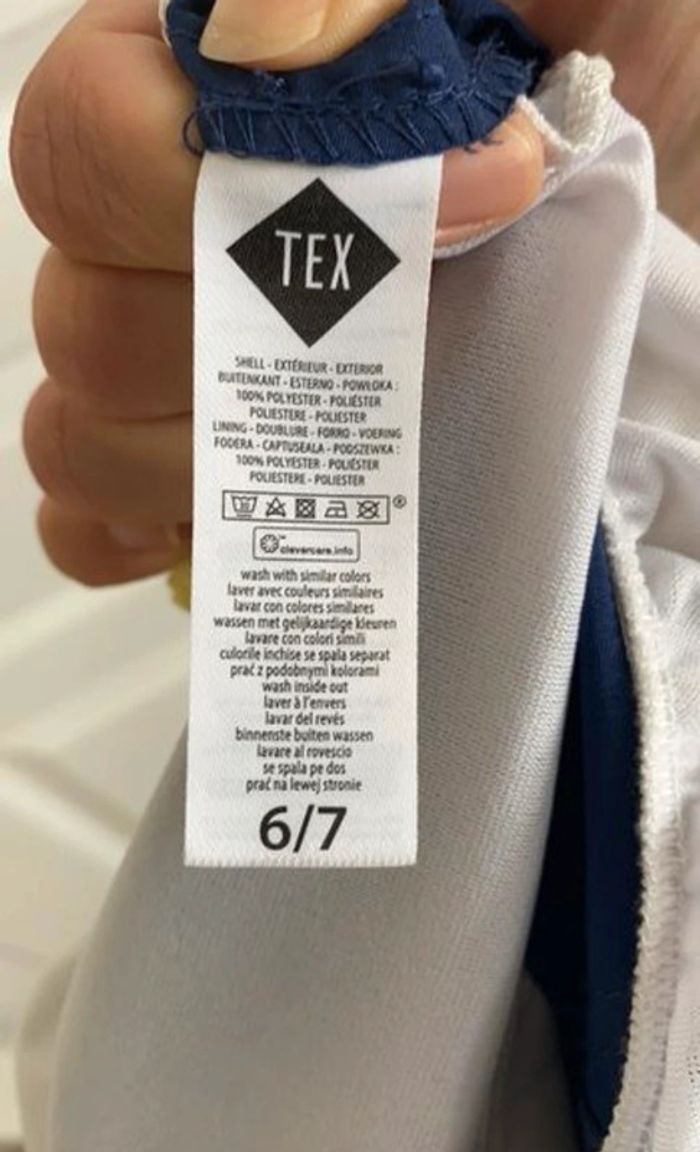 TEX
SHELL - EXTÉRIEUR - EXTERIOR
BUITENKANT - ESTERNO - POWŁOKA :
100% POLYESTER - POLIÉSTER
POLIESTERE - POLIESTER
LINING - DOUBLURE - FORRO - VOERING
FODERA - CAPTUSEALA - PODSZEWKA :
100% POLYESTER - POLIÉSTER
POLIESTERE - POLIESTER
®
clevercare.info
wash with similar colors
laver avec couleurs similaires
lavar con colores similares
wassen met gelijkaardige kleuren
lavare con colori simili
culorile inchise se spala separat
prać z podobnymi kolorami
wash inside out
laver à l'envers
lavar del revés
binnenste buiten wassen
lavare al rovescio
se spala pe dos
prać na lewej stronie
6/7